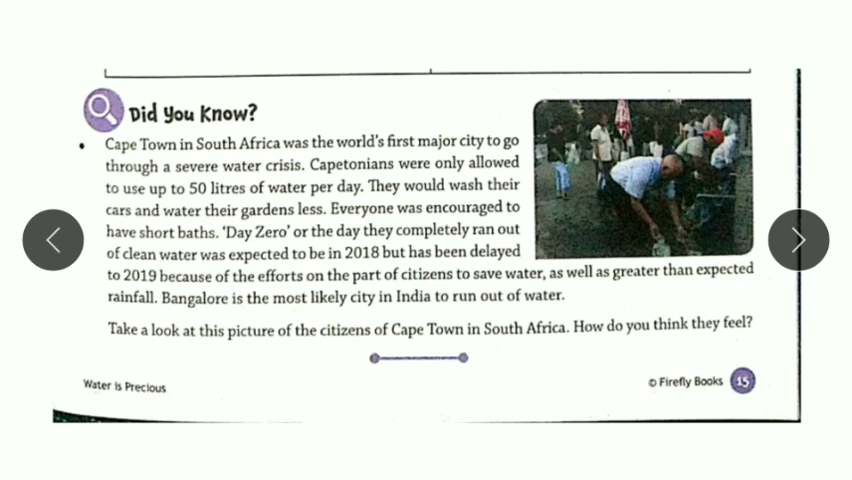 Did You Know?
• Cape Town in South Africa was the world's first major city to go
through a severe water crisis. Capetonians were only allowed
to use up to 50 litres of water per day. They would wash their
cars and water their gardens less. Everyone was encouraged to
have short baths. 'Day Zero' or the day they completely ran out
of clean water was expected to be in 2018 but has been delayed
to 2019 because of the efforts on the part of citizens to save water, as well as greater than expected
rainfall. Bangalore is the most likely city in India to run out of water.
Take a look at this picture of the citizens of Cape Town in South Africa. How do you think they feel?
Water is Precious
© Firefly Books 15